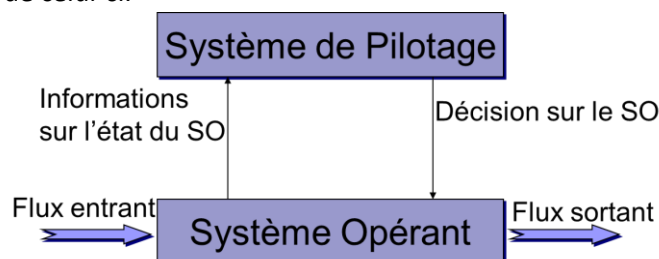 Système de Pilotage
Informations
sur l'état du SO
Décision sur le SO
Flux entrant
Système Opérant
Flux sortant